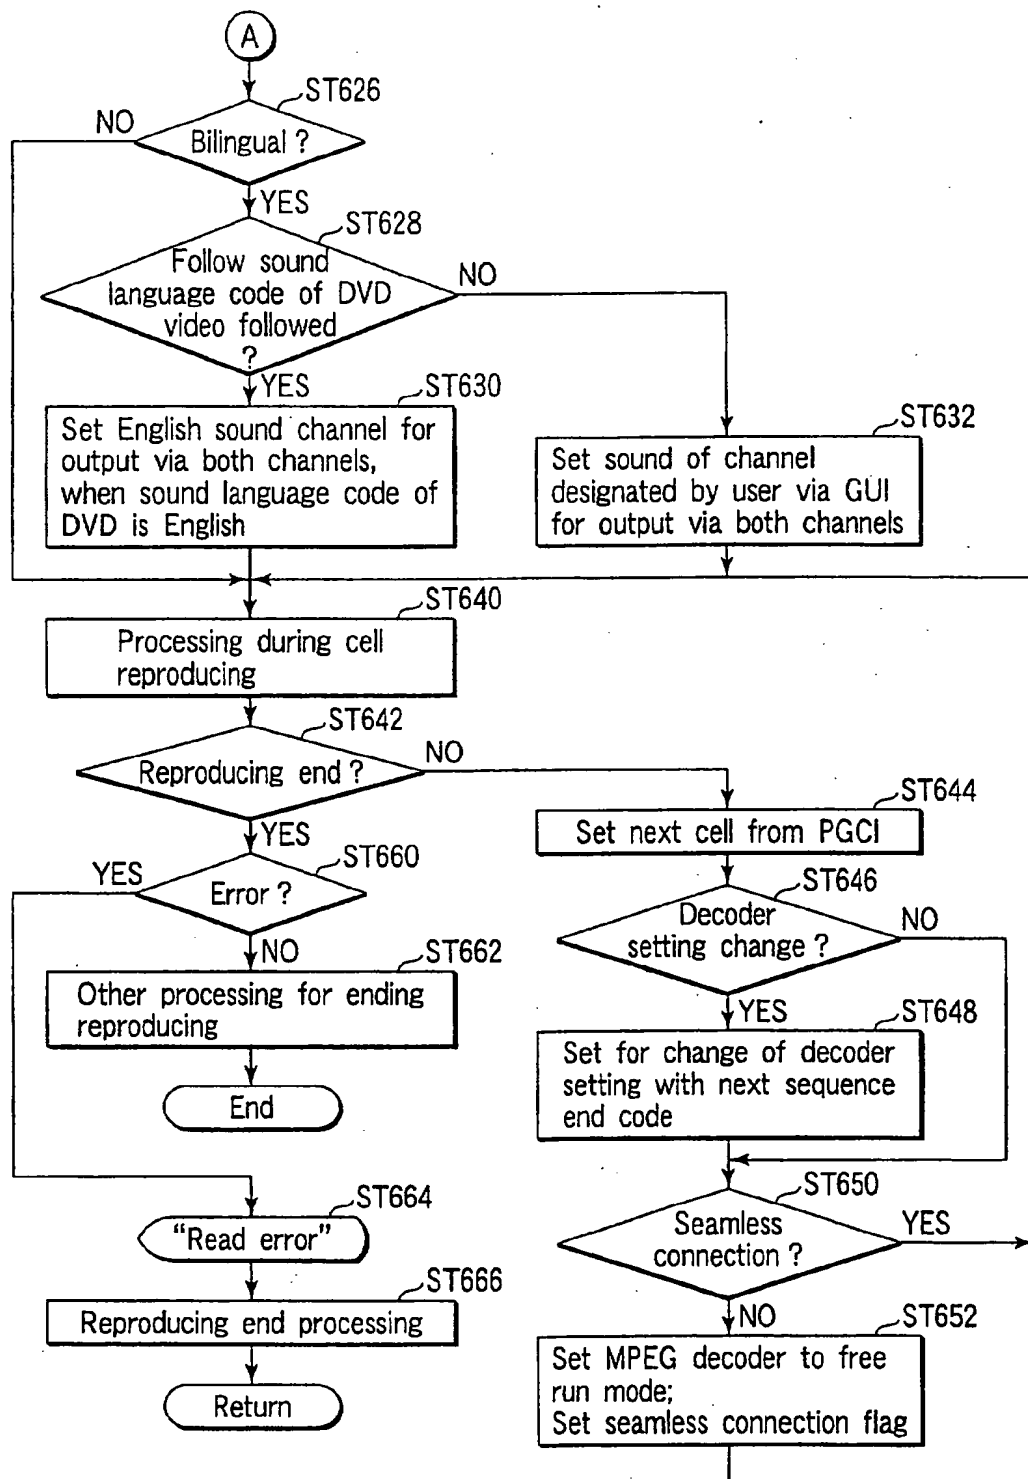 A
ST626
NO
Bilingual ?
YES
ST628
Follow sound
language code of DVD
video followed
?
NO
YES
ST630
Set English sound channel for
output via both channels,
when sound language code of
DVD is English
ST632
Set sound of channel
designated by user via GUI
for output via both channels
ST640
Processing during cell
reproducing
ST642
Reproducing end ?
NO
YES
ST644
Set next cell from PGCI
ST660
YES
Error ?
NO
ST646
Decoder
setting change ?
NO
YES
ST662
Other processing for ending
reproducing
End
ST648
Set for change of decoder
setting with next sequence
end code
ST664
“Read error”
ST650
Seamless
connection ?
YES
NO
ST666
Reproducing end processing
Return
ST652
Set MPEG decoder to free
run mode;
Set seamless connection flag